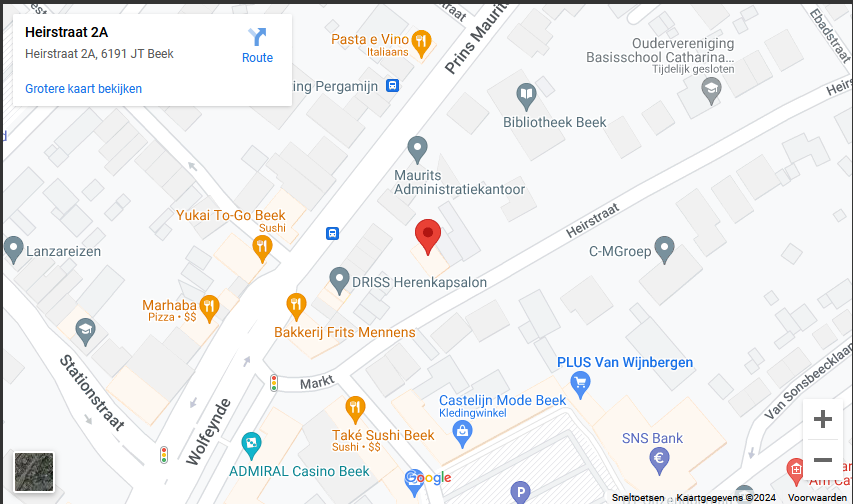 Heirstraat 2A
Heirstraat 2A, 6191 JT Beek
Route
Grotere kaart bekijken
Pasta e Vino
Italiaans
Prins Maurits
Oudervereniging
Basisschool Catharina...
Tijdelijk gesloten
Ebadstraat
Heirs
ing Pergamijn
Bibliotheek Beek
Maurits
Administratiekantoor
Yukai To-Go Beek
Sushi
Heirstraat
Lanzareizen
C-MGroep
DRISS Herenkapsalon
Marhaba
Pizza • $$
Bakkerij Frits Mennens
Stationstraat
Markt
PLUS Van Wijnbergen
Van Sonsbeecklaan
Castelijn Mode Beek
Kledingwinkel
Wolfeynde
Také Sushi Beek
Sushi • $$
SNS Bank
ADMIRAL Casino Beek
Google
P
Sneltoetsen
Kaartgegevens ©2024
Voorwaarden